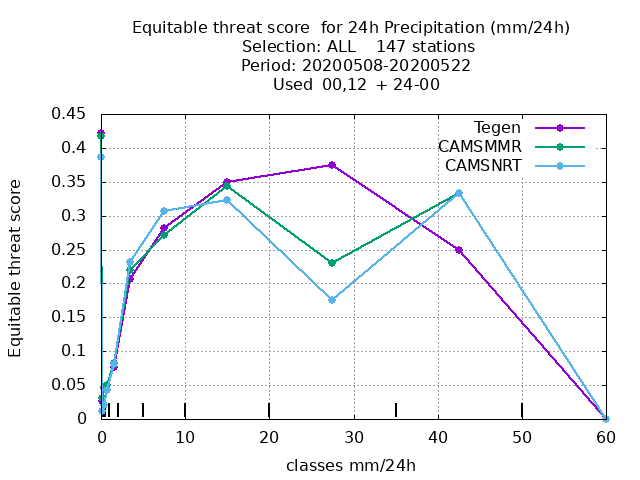 Equitable threat score  for 24h Precipitation (mm/24h)
Selection: ALL    147 stations
Period: 20200508-20200522
Used  00,12  + 24-00
Equitable threat score
0.45
0.4
0.35
0.3
0.25
0.2
0.15
0.1
0.05
0
Tegen
CAMSMMR
CAMSNRT
0 10 20 30 40 50 60
classes mm/24h